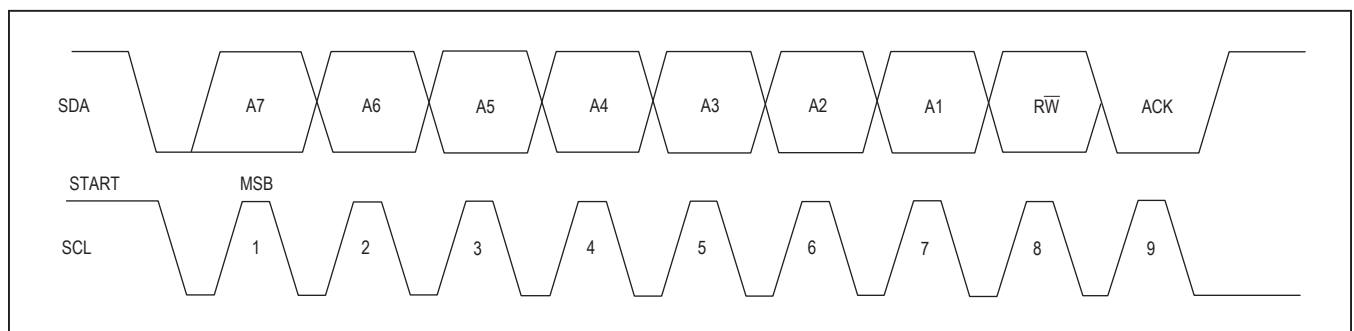 SDA A7 A6 A5 A4 A3 A2 A1 RW̅ ACK
START MSB
SCL 1 2 3 4 5 6 7 8 9